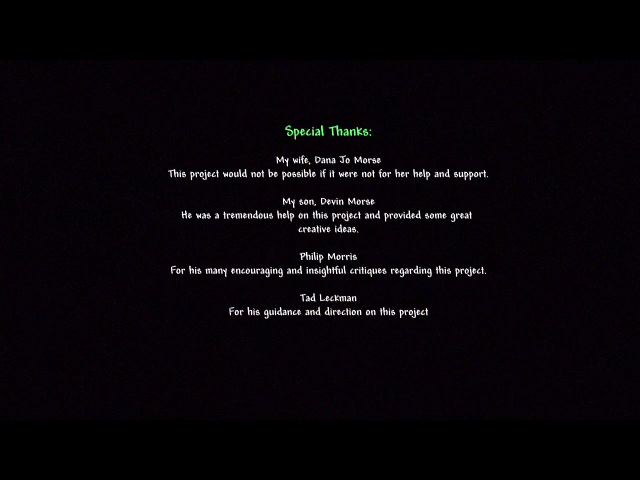 Special Thanks:
My wife, Dana Jo Morse
This project would not be possible if it were not for her help and support.
My son, Devin Morse
He was a tremendous help on this project and provided some great
creative ideas.
Philip Morris
For his many encouraging and insightful critiques regarding this project.
Tad Leckman
For his guidance and direction on this project